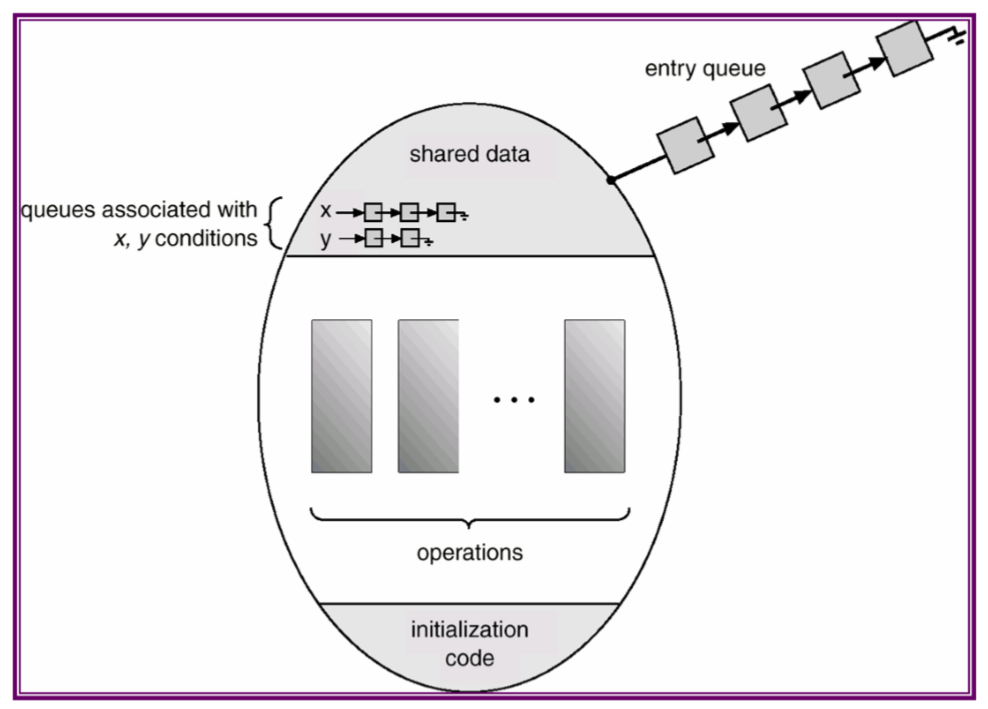 entry queue
shared data
queues associated with
x, y conditions
x
y
...
operations
initialization
code